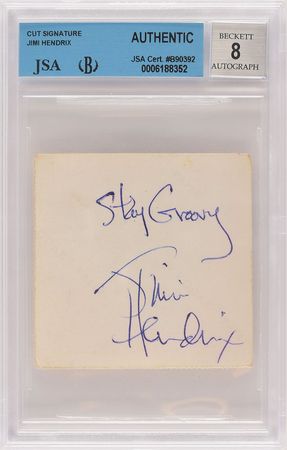 CUT SIGNATURE
JIMI HENDRIX
JSA B
AUTHENTIC
JSA Cert. #B90392
0006188352
BECKETT
8
AUTOGRAPH
Stay Groovy
Jimi
Hendrix